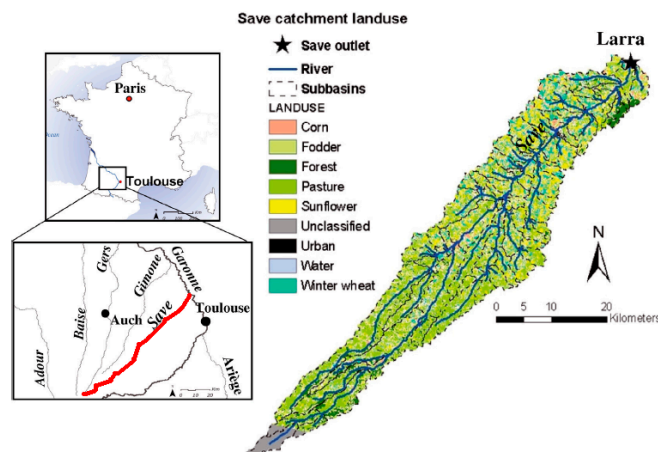 Save catchment landuse
Save outlet
River
Subbasins
LANDUSE
Corn
Fodder
Forest
Pasture
Sunflower
Unclassified
Urban
Water
Winter wheat
Paris
Toulouse
Gers
Gimone
Garonne
Baise
Save
Auch
Toulouse
Adour
Ariège
Larra
Save
N
0 5 10 20
Kilometers